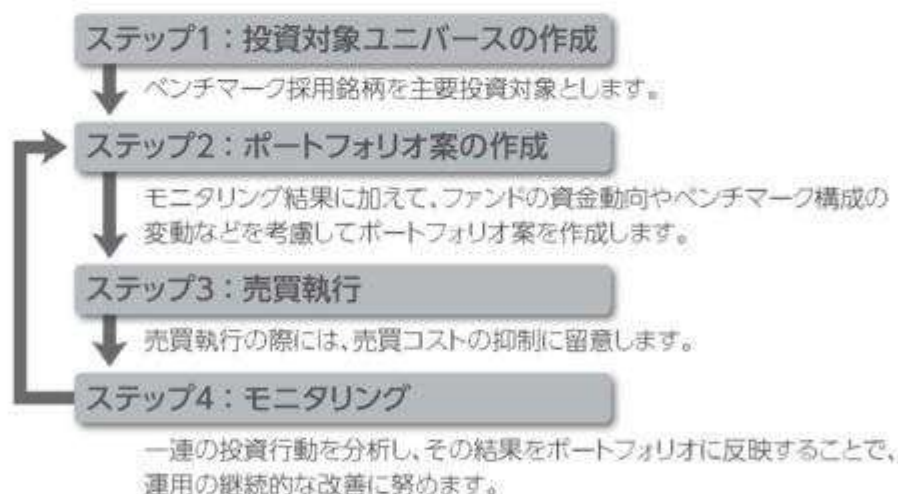 ステップ1：投資対象ユニバースの作成
ベンチマーク採用銘柄を主要投資対象とします。
ステップ2：ポートフォリオ案の作成
モニタリング結果に加えて、ファンドの資金動向やベンチマーク構成の
変動などを考慮してポートフォリオ案を作成します。
ステップ3：売買執行
売買執行の際には、売買コストの抑制に留意します。
ステップ4：モニタリング
一連の投資行動を分析し、その結果をポートフォリオに反映することで、
運用の継続的な改善に努めます。